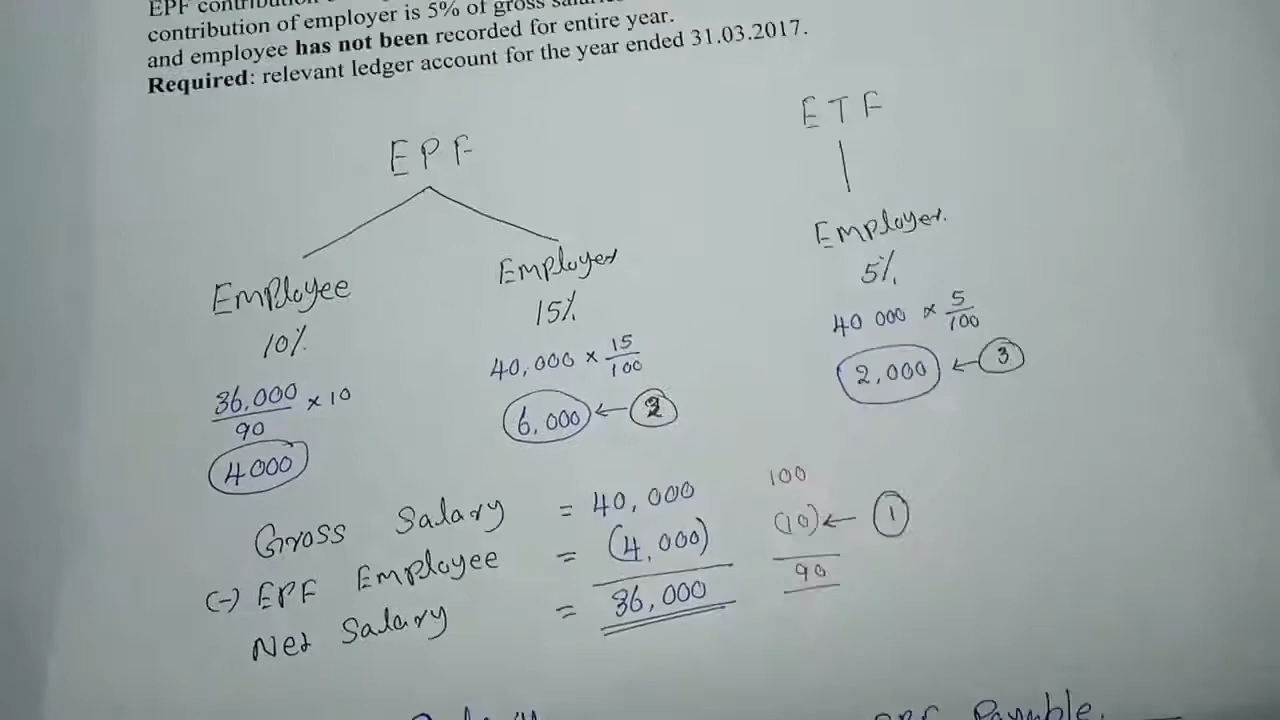 EPF
contribution of employer is 5% of gross
and employee has not been recorded for entire year.
Required: relevant ledger account for the year ended 31.03.2017.
EPF
Employee
10%
36,000/90 × 10
4000
Employer
15%
40,000 × 15/100
6,000 ← 2
ETF
Employer.
5%
40 000 × 5/100
2,000 ← 3
Gross Salary = 40,000 100
(-) EPF Employee = (4,000) (10) ← 1
Net Salary = 36,000 90
Payable.